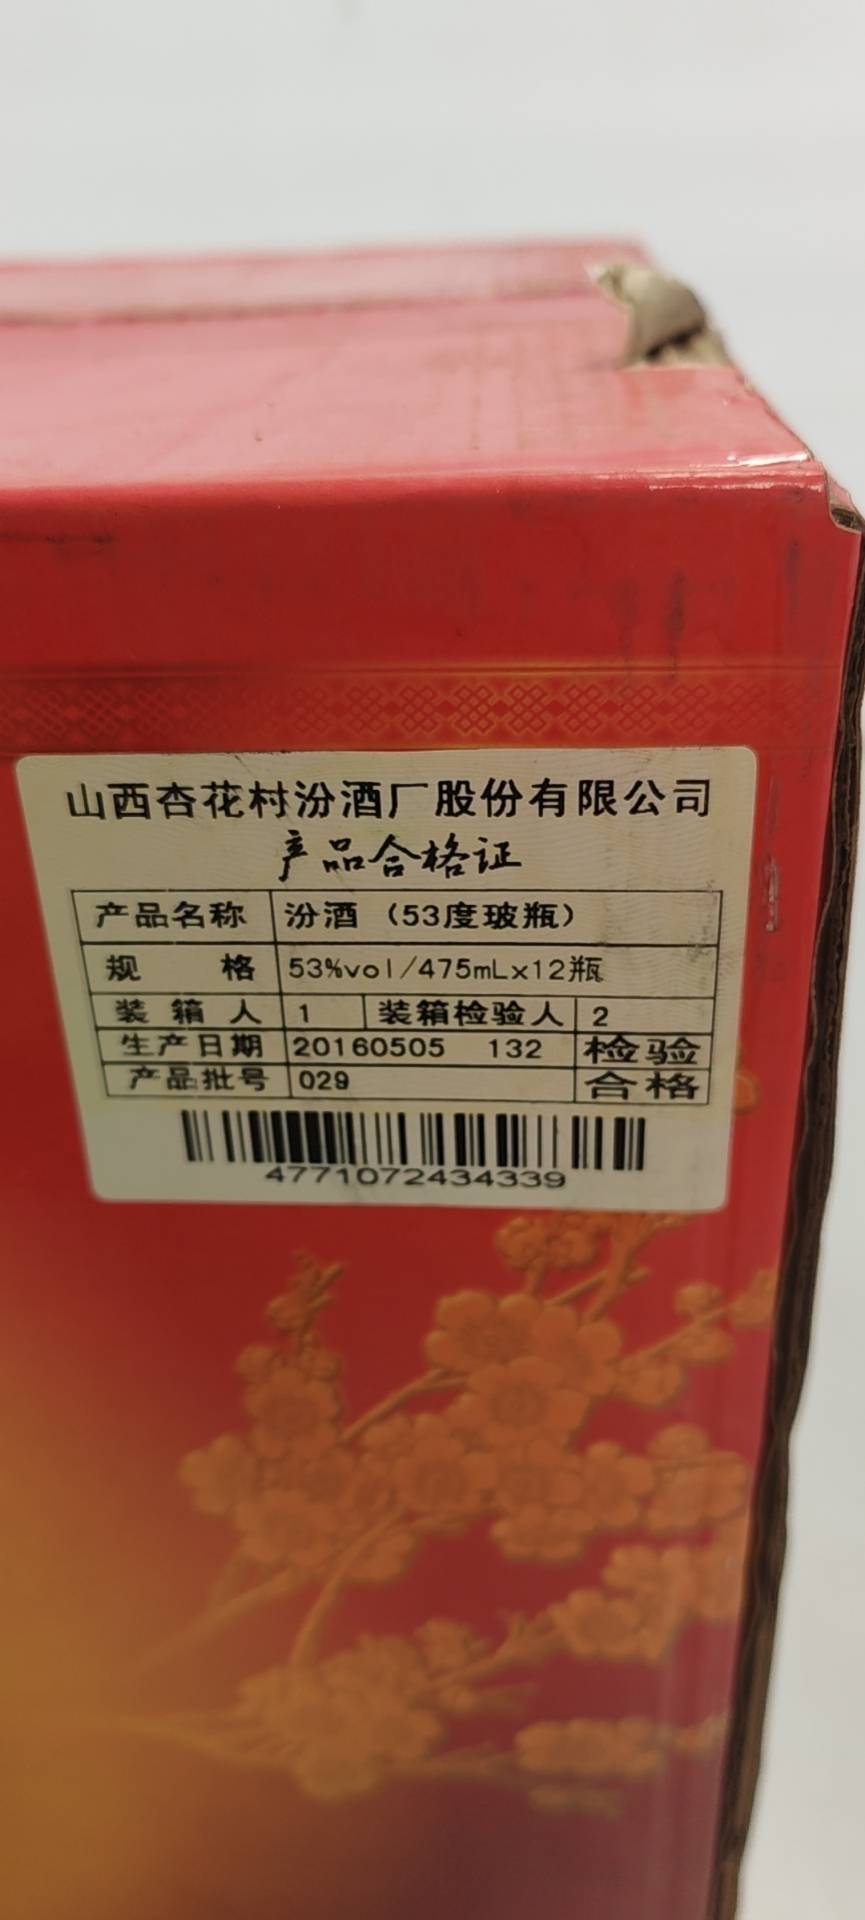 山西杏花村汾酒厂股份有限公司
产品合格证
产品名称 汾酒（53度玻瓶）
规格 53%vol/475mLx12瓶
装箱人 1 装箱检验人 2
生产日期 20160505 132 检验
产品批号 029 合格
4771072434339